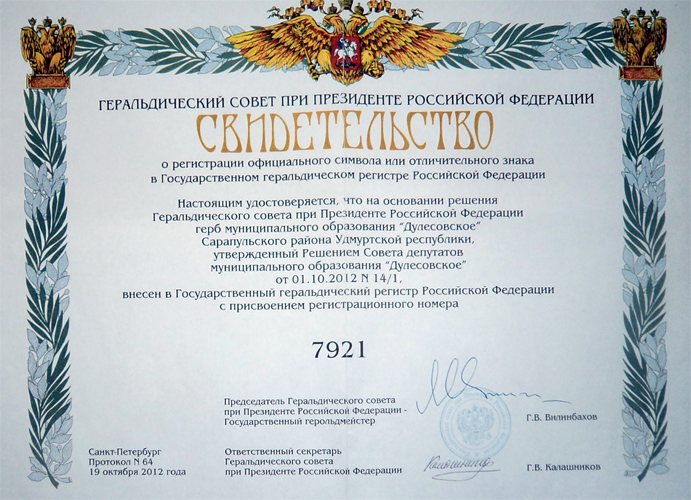 ГЕРАЛЬДИЧЕСКИЙ СОВЕТ ПРИ ПРЕЗИДЕНТЕ РОССИЙСКОЙ ФЕДЕРАЦИИ
СВИДЕТЕЛЬСТВО
о регистрации официального символа или отличительного знака
в Государственном геральдическом регистре Российской Федерации
Настоящим удостоверяется, что на основании решения
Геральдического совета при Президенте Российской Федерации
герб муниципального образования "Дулесовское"
Сарапульского района Удмуртской республики,
утвержденный Решением Совета депутатов
муниципального образования "Дулесовское"
от 01.10.2012 N 14/1,
внесен в Государственный геральдический регистр Российской Федерации
с присвоением регистрационного номера
7921
Председатель Геральдического совета
при Президенте Российской Федерации -
Государственный герольдмейстер
Г.В. Вилинбахов
Санкт-Петербург
Протокол N 64
19 октября 2012 года
Ответственный секретарь
Геральдического совета
при Президенте Российской Федерации
Г.В. Калашников